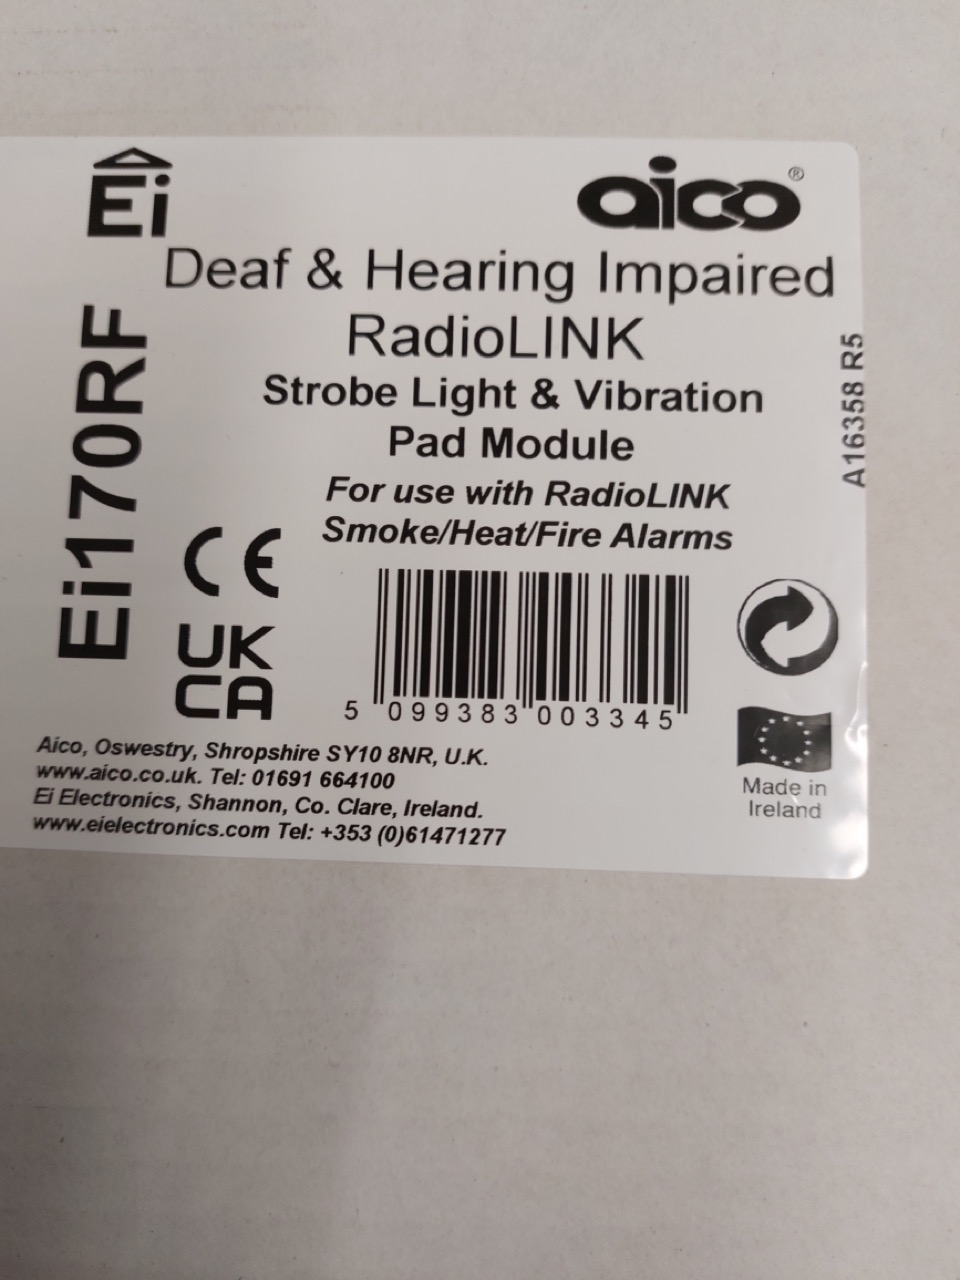 Ei
aico®
Deaf & Hearing Impaired
RadioLINK
Strobe Light & Vibration
Pad Module
For use with RadioLINK
Smoke/Heat/Fire Alarms
Ei170RF
CE
UK
CA
5 099383 003345
A16358 R5
Made in
Ireland
Aico, Oswestry, Shropshire SY10 8NR, U.K.
www.aico.co.uk. Tel: 01691 664100
Ei Electronics, Shannon, Co. Clare, Ireland.
www.eielectronics.com Tel: +353 (0)61471277